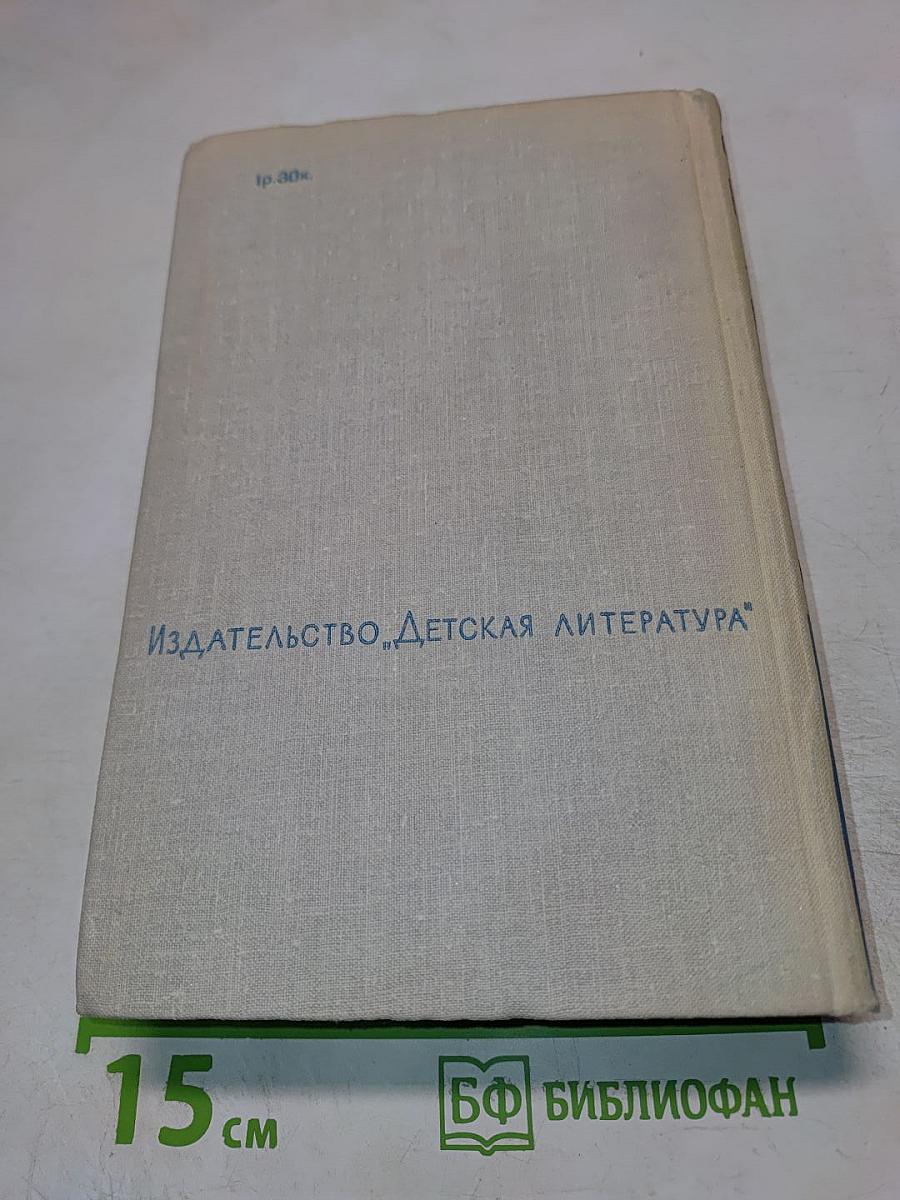 1р.30к.
Издательство „Детская литература"
15 см
БФ БИБЛИОФАН